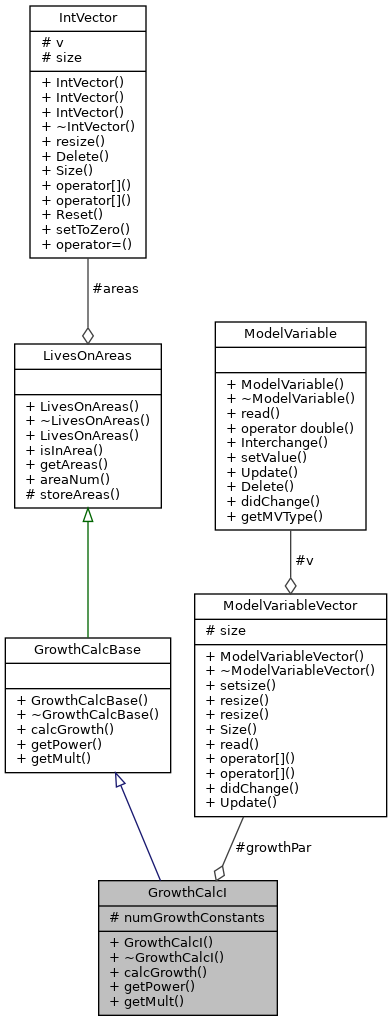 IntVector
# v
# size
+ IntVector()
+ IntVector()
+ IntVector()
+ ~IntVector()
+ resize()
+ Delete()
+ Size()
+ operator[]()
+ operator[]()
+ Reset()
+ setToZero()
+ operator=()
#areas
LivesOnAreas
+ LivesOnAreas()
+ ~LivesOnAreas()
+ LivesOnAreas()
+ isInArea()
+ getAreas()
+ areaNum()
# storeAreas()
ModelVariable
+ ModelVariable()
+ ~ModelVariable()
+ read()
+ operator double()
+ Interchange()
+ setValue()
+ Update()
+ Delete()
+ didChange()
+ getMVType()
#v
GrowthCalcBase
+ GrowthCalcBase()
+ ~GrowthCalcBase()
+ calcGrowth()
+ getPower()
+ getMult()
ModelVariableVector
# size
+ ModelVariableVector()
+ ~ModelVariableVector()
+ setsize()
+ resize()
+ resize()
+ Size()
+ read()
+ operator[]()
+ operator[]()
+ didChange()
+ Update()
#growthPar
GrowthCalcI
# numGrowthConstants
+ GrowthCalcI()
+ ~GrowthCalcI()
+ calcGrowth()
+ getPower()
+ getMult()